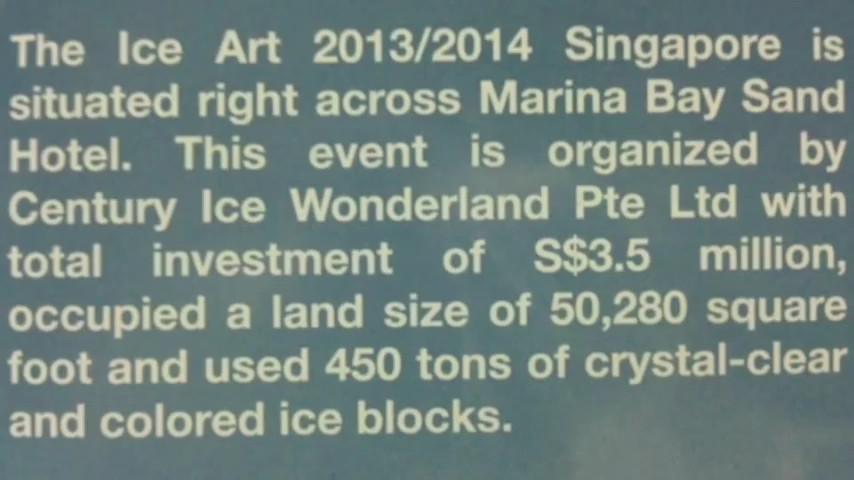 The Ice Art 2013/2014 Singapore is
situated right across Marina Bay Sand
Hotel. This event is organized by
Century Ice Wonderland Pte Ltd with
total investment of S$3.5 million,
occupied a land size of 50,280 square
foot and used 450 tons of crystal-clear
and colored ice blocks.